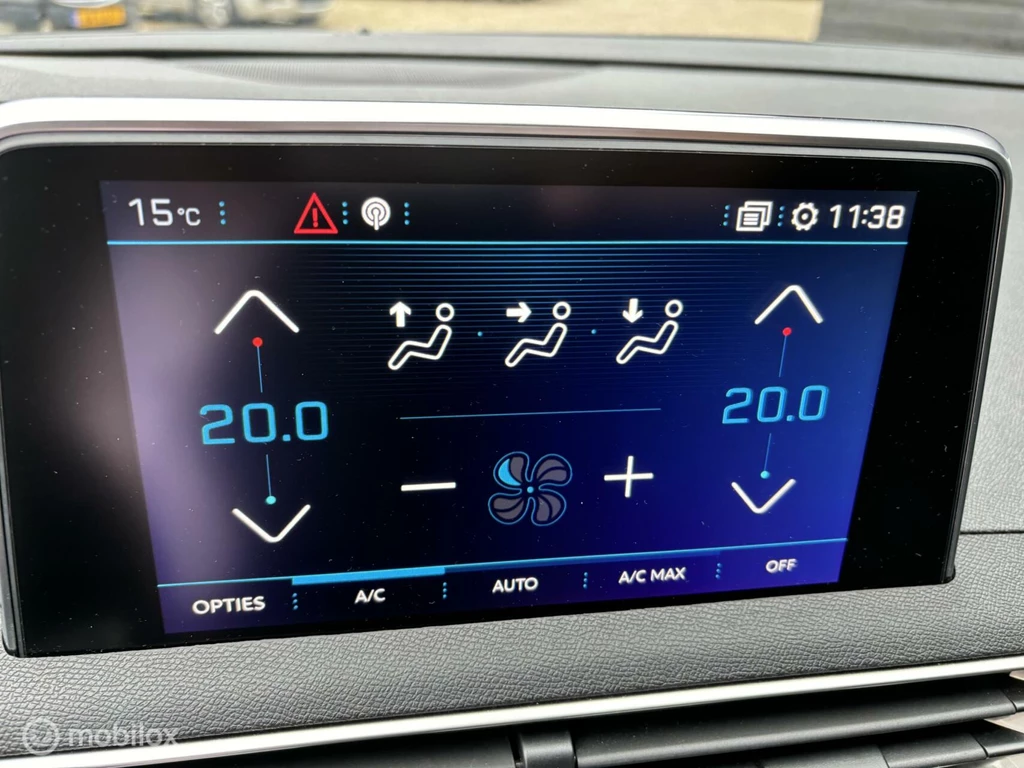 15°C 11:38
20.0 20.0
OPTIES A/C AUTO A/C MAX OFF
mobilox